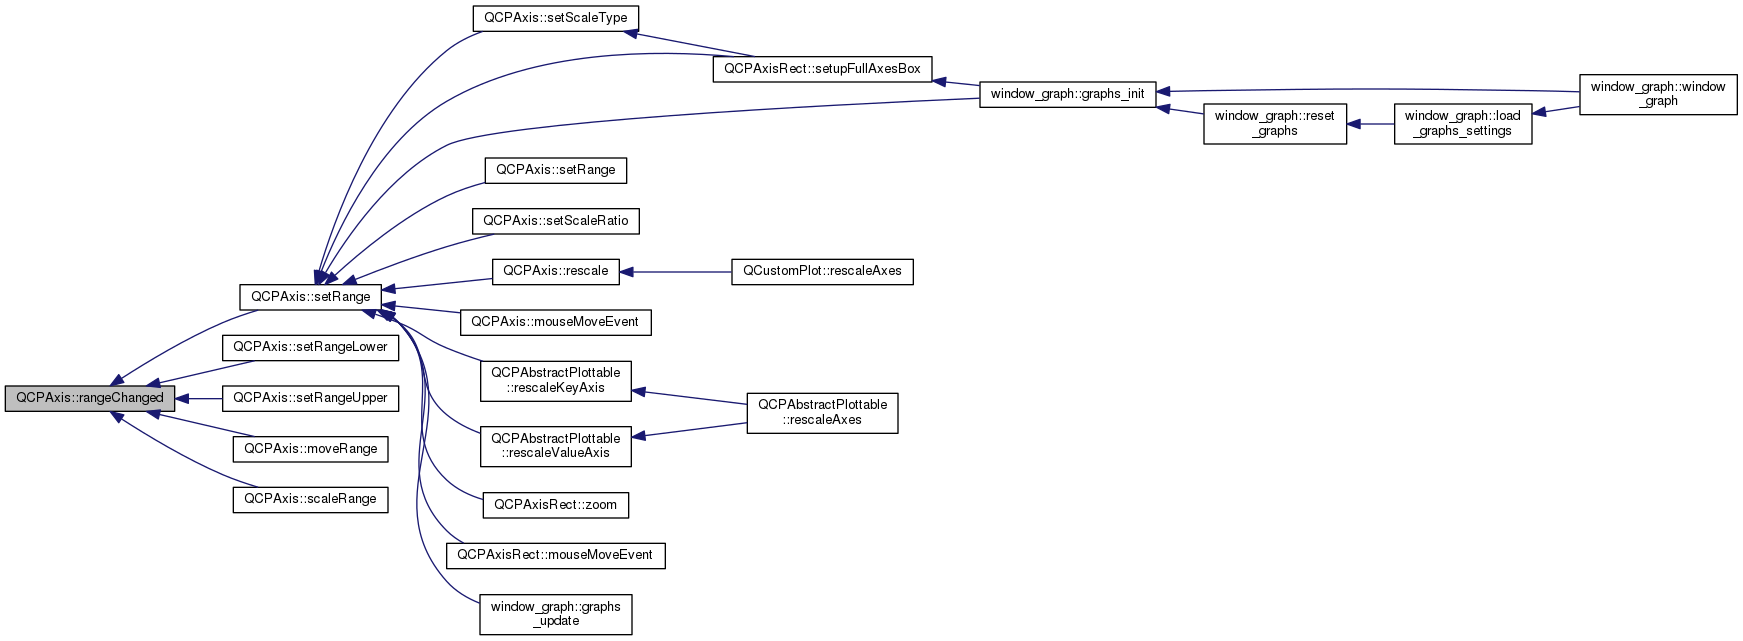 QCPAxis::setScaleType
QCPAxisRect::setupFullAxesBox
window_graph::graphs_init
window_graph::window
_graph
window_graph::reset
_graphs
window_graph::load
_graphs_settings
QCPAxis::setRange
QCPAxis::setScaleRatio
QCPAxis::rescale
QCustomPlot::rescaleAxes
QCPAxis::setRange
QCPAxis::mouseMoveEvent
QCPAxis::setRangeLower
QCPAbstractPlottable
::rescaleKeyAxis
QCPAxis::rangeChanged
QCPAxis::setRangeUpper
QCPAbstractPlottable
::rescaleAxes
QCPAxis::moveRange
QCPAbstractPlottable
::rescaleValueAxis
QCPAxis::scaleRange
QCPAxisRect::zoom
QCPAxisRect::mouseMoveEvent
window_graph::graphs
_update